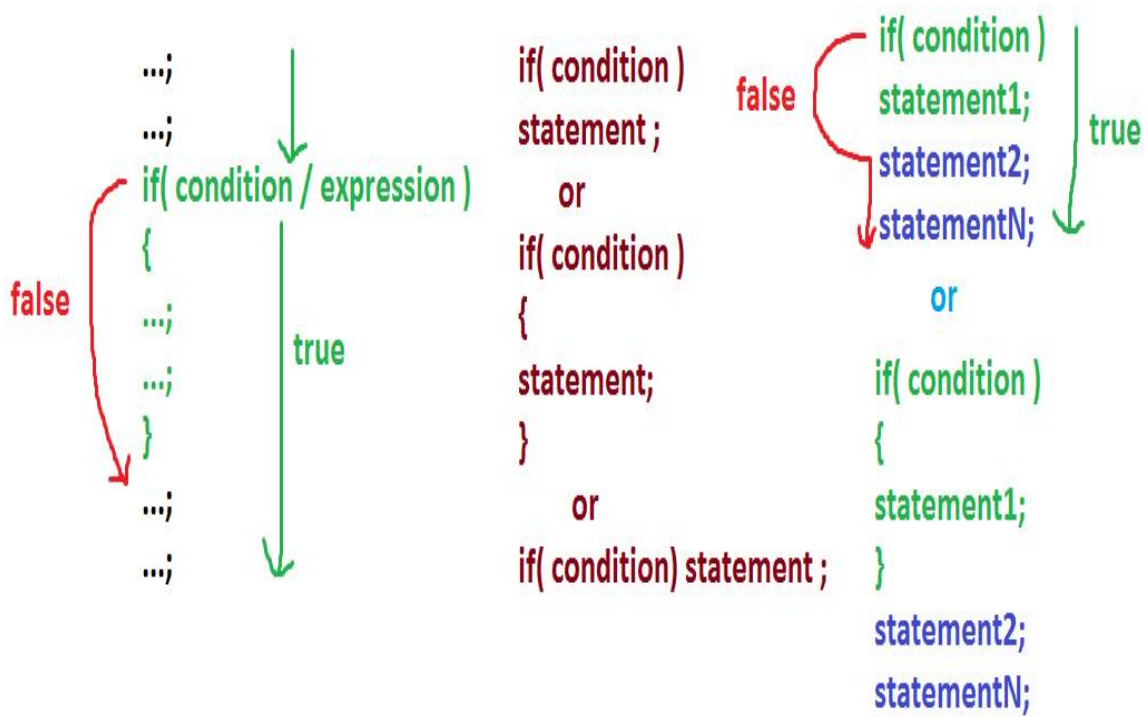 ...;
...;
if( condition / expression )
{
false
...;
true
...;
}
...;
...;
if( condition )
statement ;
or
if( condition )
{
statement;
}
or
if( condition) statement ;
if( condition )
false
statement1;
true
statement2;
statementN;
or
if( condition )
{
statement1;
}
statement2;
statementN;